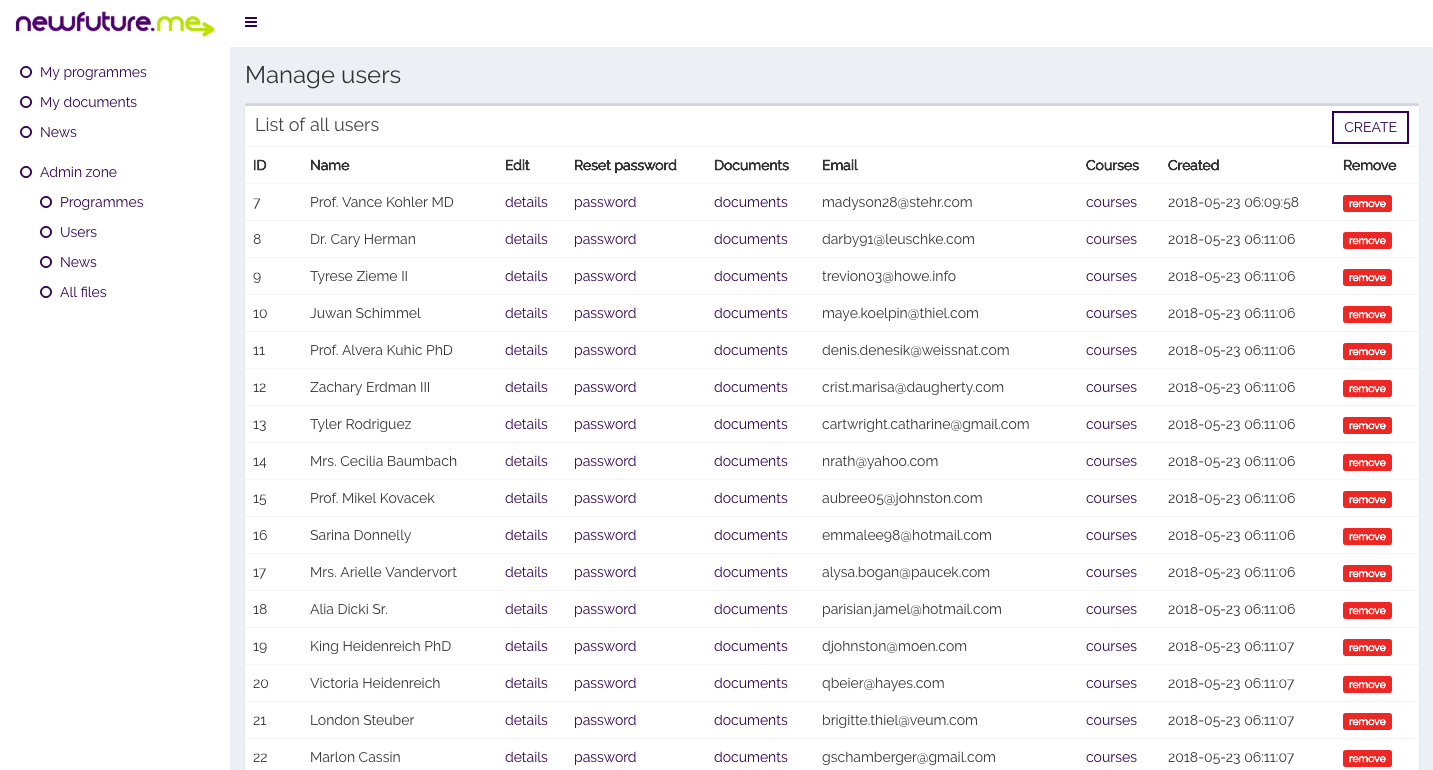 newfuture.me
My programmes
My documents
News
Admin zone
Programmes
Users
News
All files
Manage users
List of all users CREATE
ID Name Edit Reset password Documents Email Courses Created Remove
7 Prof. Vance Kohler MD details password documents madyson28@stehr.com courses 2018-05-23 06:09:58 remove
8 Dr. Cary Herman details password documents darby91@leuschke.com courses 2018-05-23 06:11:06 remove
9 Tyrese Zieme II details password documents trevion03@howe.info courses 2018-05-23 06:11:06 remove
10 Juwan Schimmel details password documents maye.koelpin@thiel.com courses 2018-05-23 06:11:06 remove
11 Prof. Alvera Kuhic PhD details password documents denis.denesik@weissnat.com courses 2018-05-23 06:11:06 remove
12 Zachary Erdman III details password documents crist.marisa@daugherty.com courses 2018-05-23 06:11:06 remove
13 Tyler Rodriguez details password documents cartwright.catharine@gmail.com courses 2018-05-23 06:11:06 remove
14 Mrs. Cecilia Baumbach details password documents nrath@yahoo.com courses 2018-05-23 06:11:06 remove
15 Prof. Mikel Kovacek details password documents aubree05@johnston.com courses 2018-05-23 06:11:06 remove
16 Sarina Donnelly details password documents emmalee98@hotmail.com courses 2018-05-23 06:11:06 remove
17 Mrs. Arielle Vandervort details password documents alysa.bogan@paucek.com courses 2018-05-23 06:11:06 remove
18 Alia Dicki Sr. details password documents parisian.jamel@hotmail.com courses 2018-05-23 06:11:06 remove
19 King Heidenreich PhD details password documents djohnston@moen.com courses 2018-05-23 06:11:07 remove
20 Victoria Heidenreich details password documents qbeier@hayes.com courses 2018-05-23 06:11:07 remove
21 London Steuber details password documents brigitte.thiel@veum.com courses 2018-05-23 06:11:07 remove
22 Marlon Cassin details password documents gschamberger@gmail.com courses 2018-05-23 06:11:07 remove